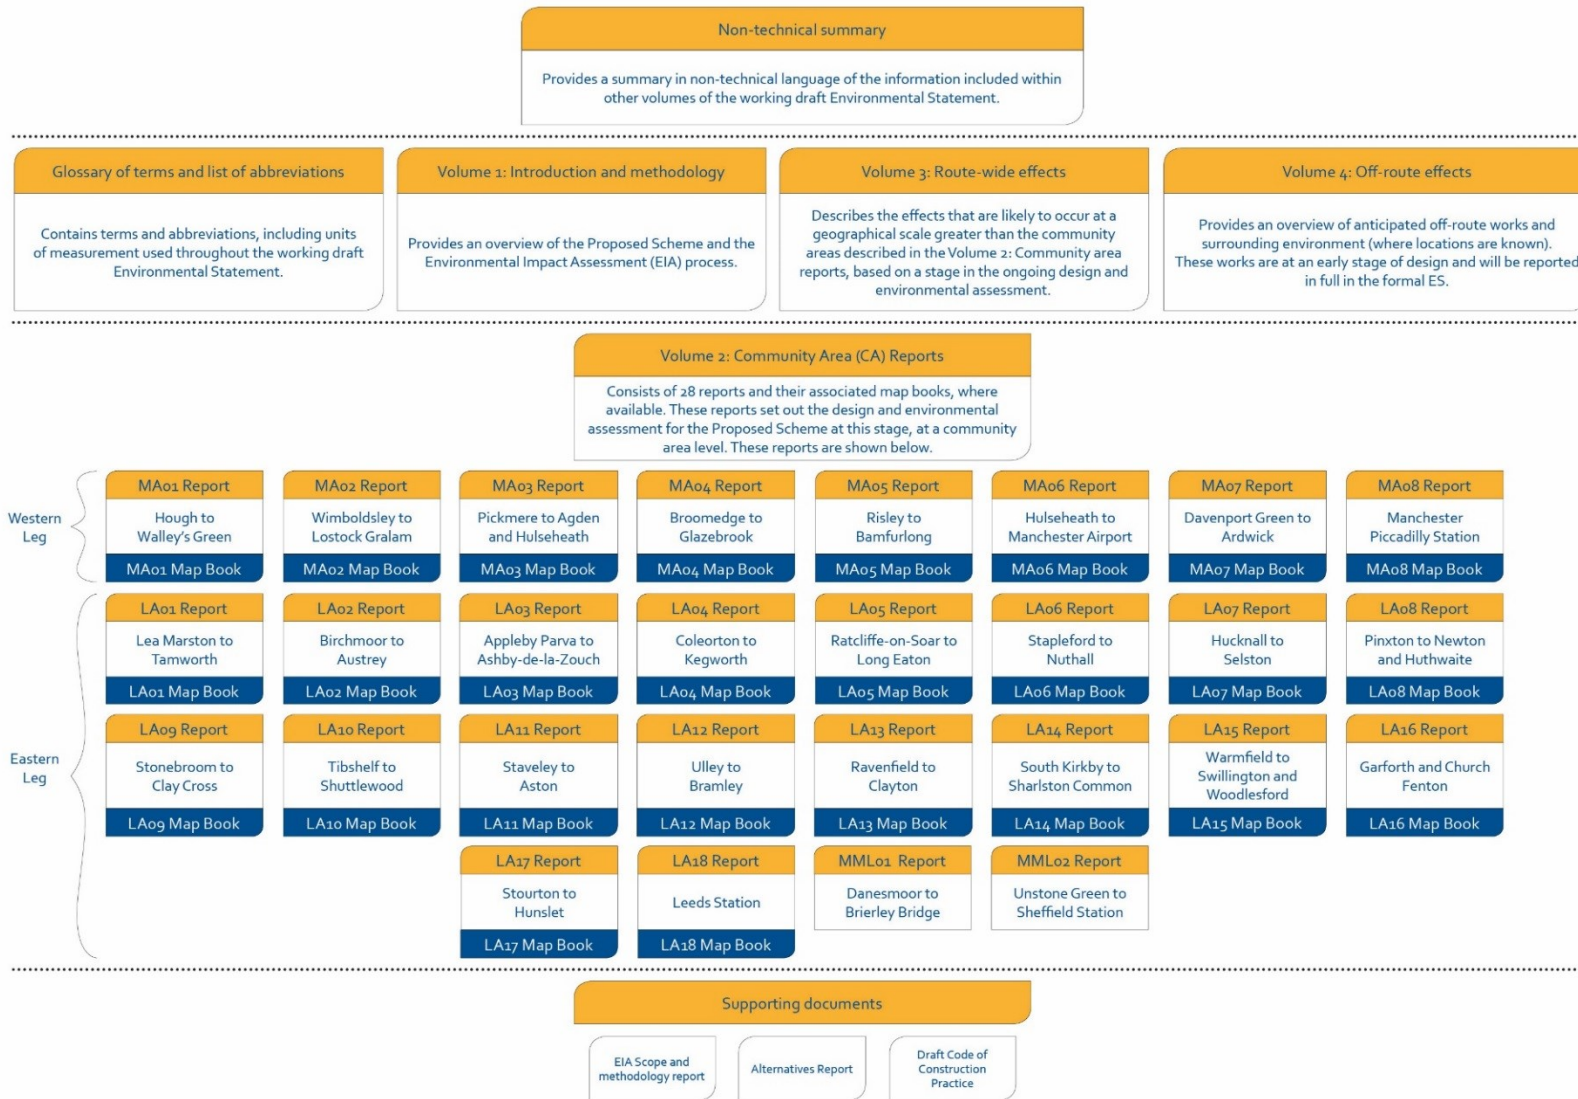 Non-technical summary
Provides a summary in non-technical language of the information included within
other volumes of the working draft Environmental Statement.
Glossary of terms and list of abbreviations
Contains terms and abbreviations, including units
of measurement used throughout the working draft
Environmental Statement.
Volume 1: Introduction and methodology
Provides an overview of the Proposed Scheme and the
Environmental Impact Assessment (EIA) process.
Volume 3: Route-wide effects
Describes the effects that are likely to occur at a
geographical scale greater than the community
areas described in the Volume 2: Community area
reports, based on a stage in the ongoing design and
environmental assessment.
Volume 4: Off-route effects
Provides an overview of anticipated off-route works and
surrounding environment (where locations are known).
These works are at an early stage of design and will be reported
in full in the formal ES.
Volume 2: Community Area (CA) Reports
Consists of 28 reports and their associated map books, where
available. These reports set out the design and environmental
assessment for the Proposed Scheme at this stage, at a community
area level. These reports are shown below.
Western
Leg
MA01 Report
Hough to
Walley's Green
MA01 Map Book
MA02 Report
Wimboldsley to
Lostock Gralam
MA02 Map Book
MA03 Report
Pickmere to Agden
and Hulseheath
MA03 Map Book
MA04 Report
Broomedge to
Glazebrook
MA04 Map Book
MA05 Report
Risley to
Bamfurlong
MA05 Map Book
MA06 Report
Hulseheath to
Manchester Airport
MA06 Map Book
MA07 Report
Davenport Green to
Ardwick
MA07 Map Book
MA08 Report
Manchester
Piccadilly Station
MA08 Map Book
Eastern
Leg
LA01 Report
Lea Marston to
Tamworth
LA01 Map Book
LA02 Report
Birchmoor to
Austrey
LA02 Map Book
LA03 Report
Appleby Parva to
Ashby-de-la-Zouch
LA03 Map Book
LA04 Report
Coleorton to
Kegworth
LA04 Map Book
LA05 Report
Ratcliffe-on-Soar to
Long Eaton
LA05 Map Book
LA06 Report
Stapleford to
Nuthall
LA06 Map Book
LA07 Report
Hucknall to
Selston
LA07 Map Book
LA08 Report
Pinxton to Newton
and Huthwaite
LA08 Map Book
LA09 Report
Stonebroom to
Clay Cross
LA09 Map Book
LA10 Report
Tibshelf to
Shuttlewood
LA10 Map Book
LA11 Report
Staveley to
Aston
LA11 Map Book
LA12 Report
Ulley to
Bramley
LA12 Map Book
LA13 Report
Ravenfield to
Clayton
LA13 Map Book
LA14 Report
South Kirkby to
Sharlston Common
LA14 Map Book
LA15 Report
Warmfield to
Swillington and
Woodlesford
LA15 Map Book
LA16 Report
Garforth and Church
Fenton
LA16 Map Book
LA17 Report
Stourton to
Hunslet
LA17 Map Book
LA18 Report
Leeds Station
LA18 Map Book
MML01 Report
Danesmoor to
Brierley Bridge
MML02 Report
Unstone Green to
Sheffield Station
Supporting documents
EIA Scope and
methodology report
Alternatives Report
Draft Code of
Construction
Practice